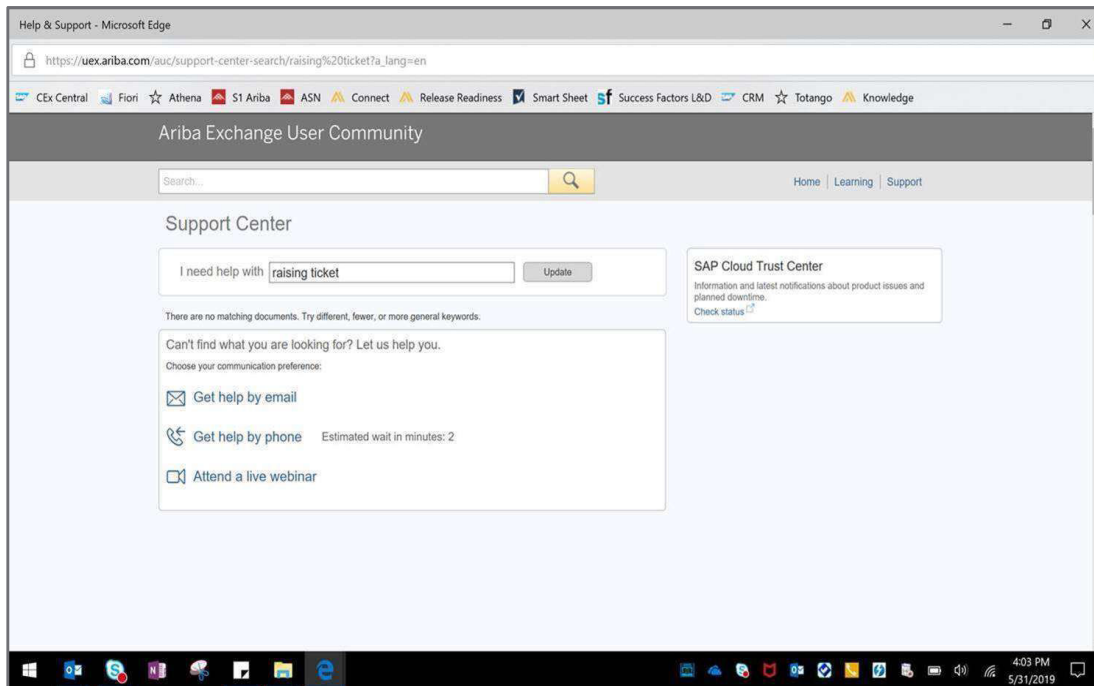 Help & Support - Microsoft Edge
https://uex.ariba.com/auc/support-center-search/raising%20ticket?a_lang=en
CEx Central Fiori Athena S1 Ariba ASN Connect Release Readiness Smart Sheet Sf Success Factors L&D CRM Totango Knowledge
Ariba Exchange User Community
Search...
Home Learning Support
Support Center
I need help with raising ticket Update
There are no matching documents. Try different, fewer, or more general keywords.
Can't find what you are looking for? Let us help you.
Choose your communication preference:
Get help by email
Get help by phone Estimated wait in minutes: 2
Attend a live webinar
SAP Cloud Trust Center
Information and latest notifications about product issues and
planned downtime.
Check status
4:03 PM
5/31/2019